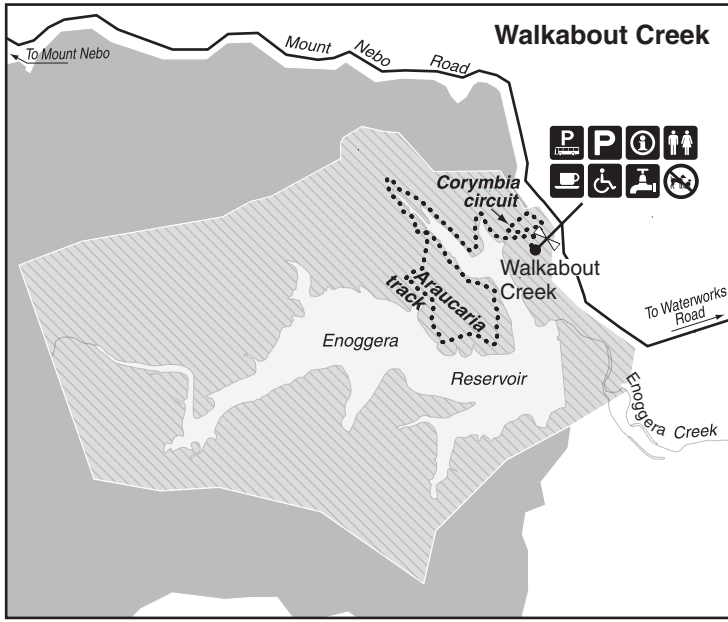 Walkabout Creek
To Mount Nebo
Mount Nebo Road
P
P
i
Corymbia
circuit
Walkabout
Creek
Araucaria
track
To Waterworks
Road
Enoggera
Reservoir
Enoggera Creek